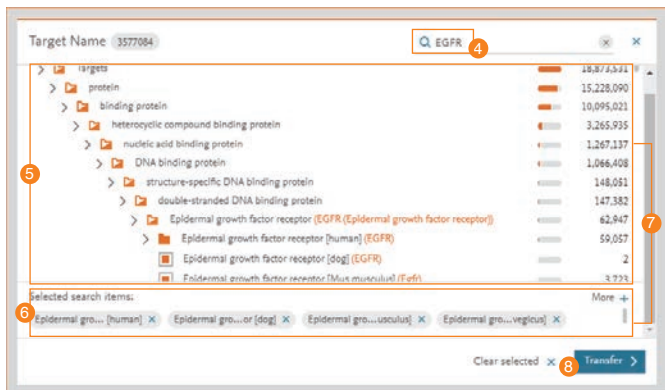 Target Name 3577084 EGFR 4
Targets 18,873,531
protein 15,228,090
binding protein 10,095,021
heterocyclic compound binding protein 3,265,935
nucleic acid binding protein 1,267,137
5 DNA binding protein 1,066,408
structure-specific DNA binding protein 148,051
double-stranded DNA binding protein 147,382
Epidermal growth factor receptor (EGFR (Epidermal growth factor receptor)) 62,947 7
Epidermal growth factor receptor [human] (EGFR) 59,057
Epidermal growth factor receptor [dog] (EGFR) 2
Epidermal growth factor receptor [Mus musculus] (Egfr) 3,723
Selected search items: More +
6 Epidermal gro... [human] × Epidermal gro...or [dog] × Epidermal gro...usculus] × Epidermal gro...vegicus] ×
Clear selected × 8 Transfer >